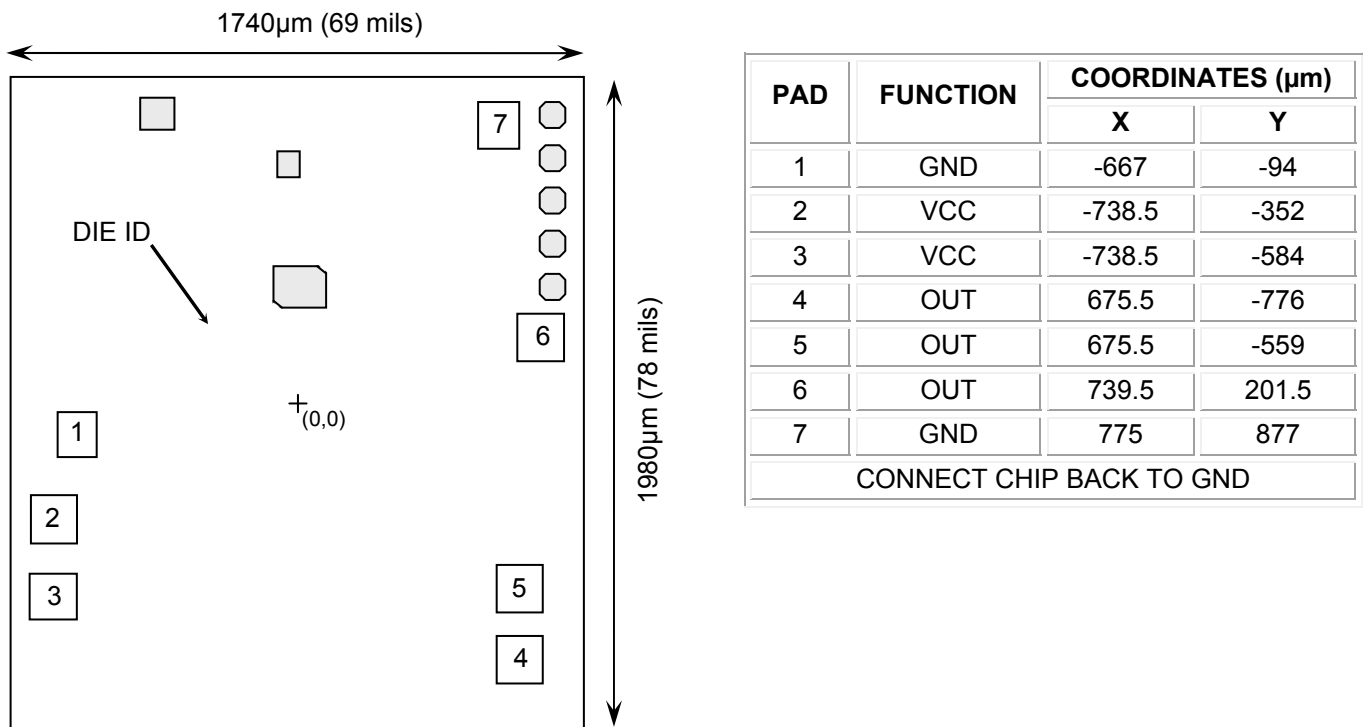 1740µm (69 mils)
7
DIE ID
6
1980µm (78 mils)
(0,0)
1
2
5
3
4
PAD FUNCTION COORDINATES (µm)
X Y
1 GND -667 -94
2 VCC -738.5 -352
3 VCC -738.5 -584
4 OUT 675.5 -776
5 OUT 675.5 -559
6 OUT 739.5 201.5
7 GND 775 877
CONNECT CHIP BACK TO GND